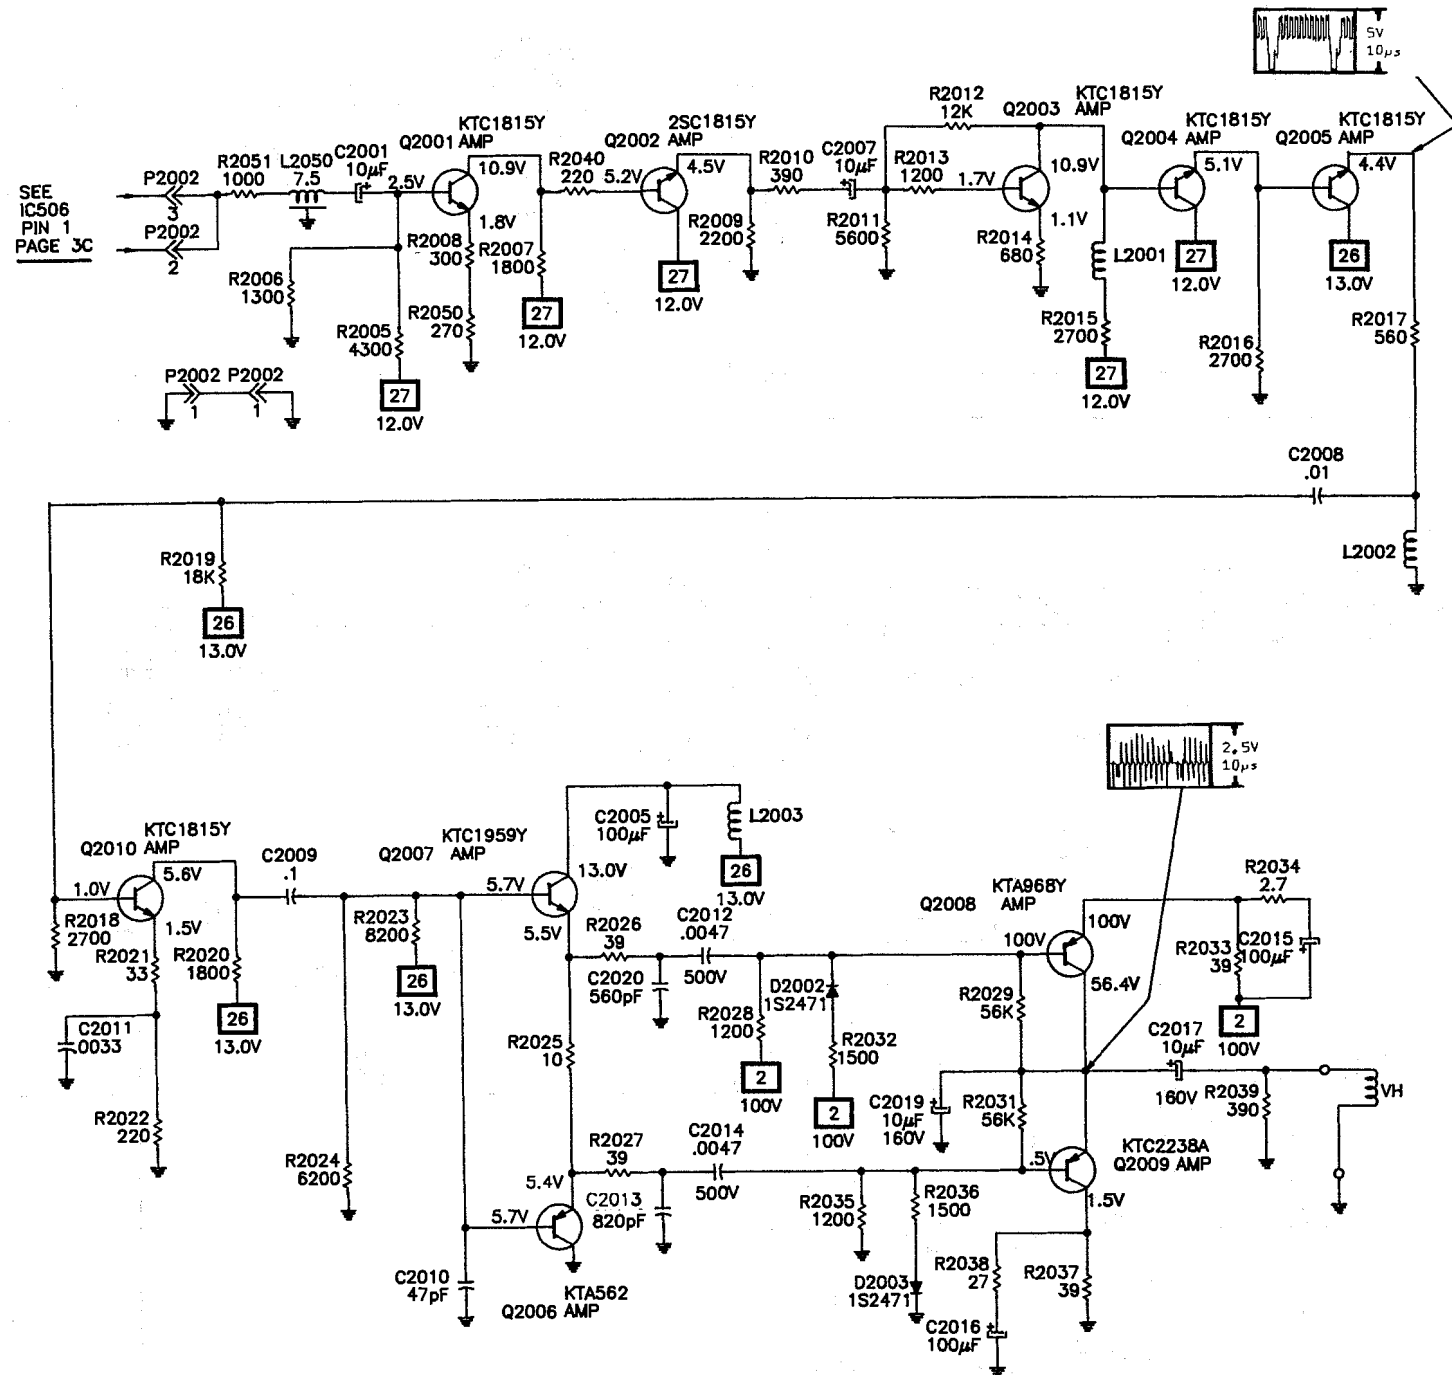 5V
10µs
R2012
12K
Q2003
KTC1815Y
AMP
KTC1815Y
Q2004 AMP
KTC1815Y
Q2005 AMP
KTC1815Y
Q2001 AMP
2SC1815Y
Q2002 AMP
SEE
IC506
PIN 1
PAGE 3C
P2002
3
P2002
2
R2051
1000
L2050
7.5
C2001
10µF
+
2.5V
10.9V
1.8V
R2040
220
5.2V
4.5V
R2010
390
C2007
10µF
+
R2013
1200
1.7V
10.9V
1.1V
5.1V
4.4V
R2008
300
R2007
1800
R2009
2200
R2011
5600
R2014
680
L2001
27
12.0V
26
13.0V
27
12.0V
27
12.0V
R2006
1300
R2050
270
R2005
4300
R2015
2700
R2016
2700
R2017
560
P2002 P2002
1 1
27
12.0V
27
12.0V
C2008
.01
L2002
R2019
18K
26
13.0V
2.5V
10µs
KTC1815Y
Q2010 AMP
5.6V
1.0V
1.5V
C2009
.1
Q2007
KTC1959Y
AMP
C2005
100µF
+
L2003
26
13.0V
13.0V
5.7V
5.5V
R2018
2700
R2021
33
R2020
1800
R2023
8200
26
13.0V
26
13.0V
R2026
39
C2012
.0047
500V
C2020
560pF
Q2008
KTA968Y
AMP
100V
100V
56.4V
R2034
2.7
R2033
39
C2015
100µF
+
D2002
1S2471
R2028
1200
R2029
56K
R2032
1500
2
100V
2
100V
2
100V
C2011
.0033
R2025
10
C2017
10µF
+
160V
R2039
390
VH
C2019
10µF
160V
+
R2031
56K
R2022
220
R2024
6200
R2027
39
C2014
.0047
500V
.5V
KTC2238A
Q2009 AMP
1.5V
5.4V
5.7V
C2013
820pF
R2035
1200
R2036
1500
C2010
47pF
KTA562
Q2006 AMP
D2003
1S2471
R2038
27
R2037
39
C2016
100µF
+